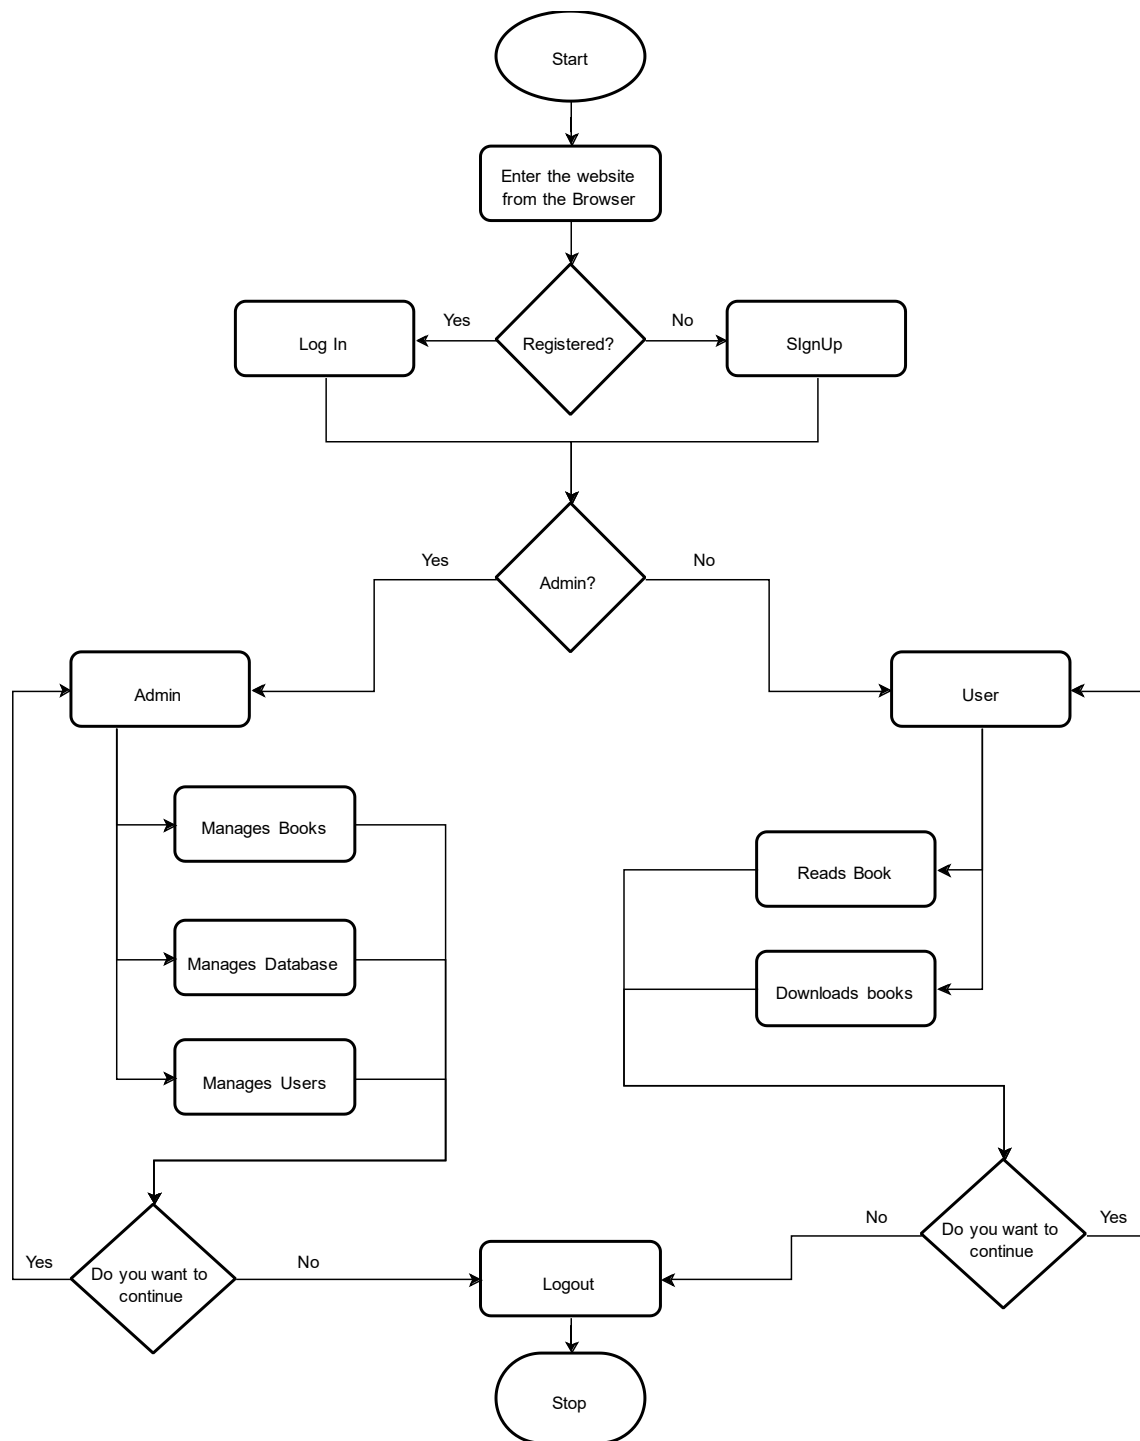 Start
Enter the website
from the Browser
Yes
No
Log In
Registered?
SIgnUp
Yes
No
Admin?
Admin
User
Manages Books
Reads Book
Manages Database
Downloads books
Manages Users
No
Yes
Do you want to
continue
Yes
No
Do you want to
continue
Logout
Stop